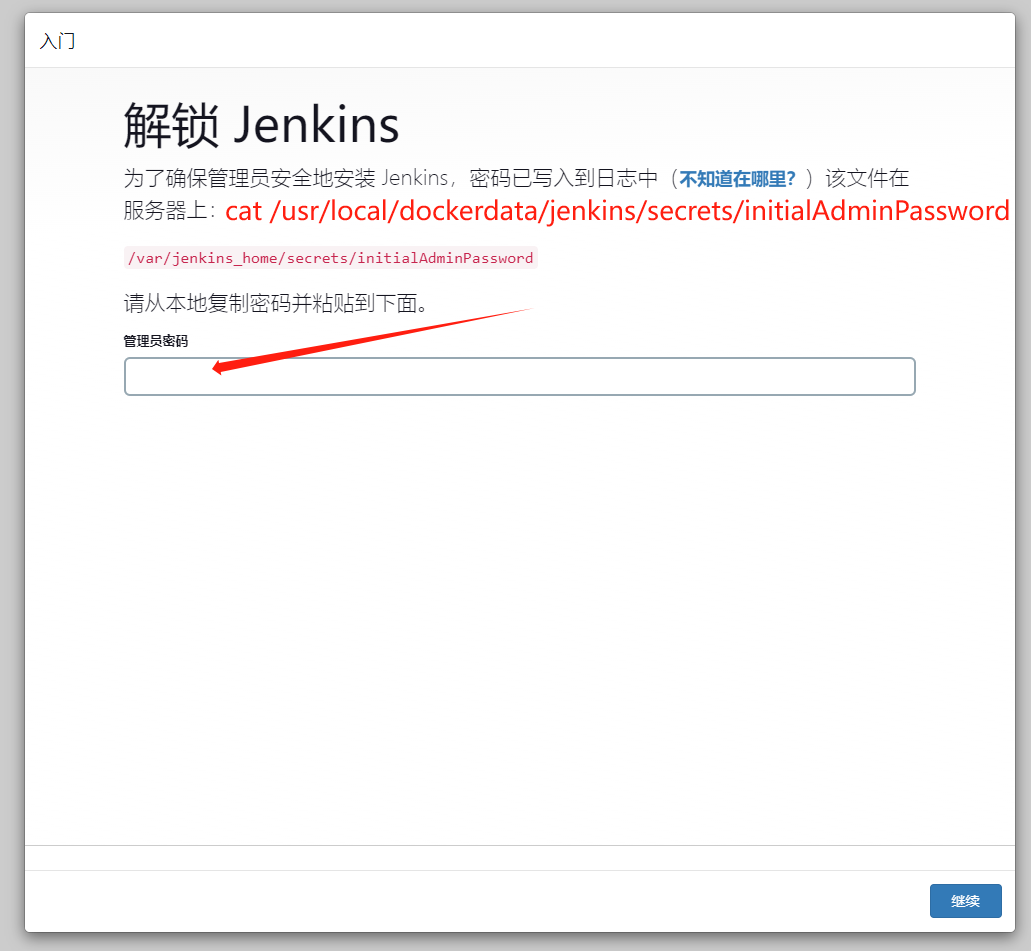 入门
解锁 Jenkins
为了确保管理员安全地安装 Jenkins，密码已写入到日志中（不知道在哪里？）该文件在
服务器上：cat /usr/local/dockerdata/jenkins/secrets/initialAdminPassword
/var/jenkins_home/secrets/initialAdminPassword
请从本地复制密码并粘贴到下面。
管理员密码
继续